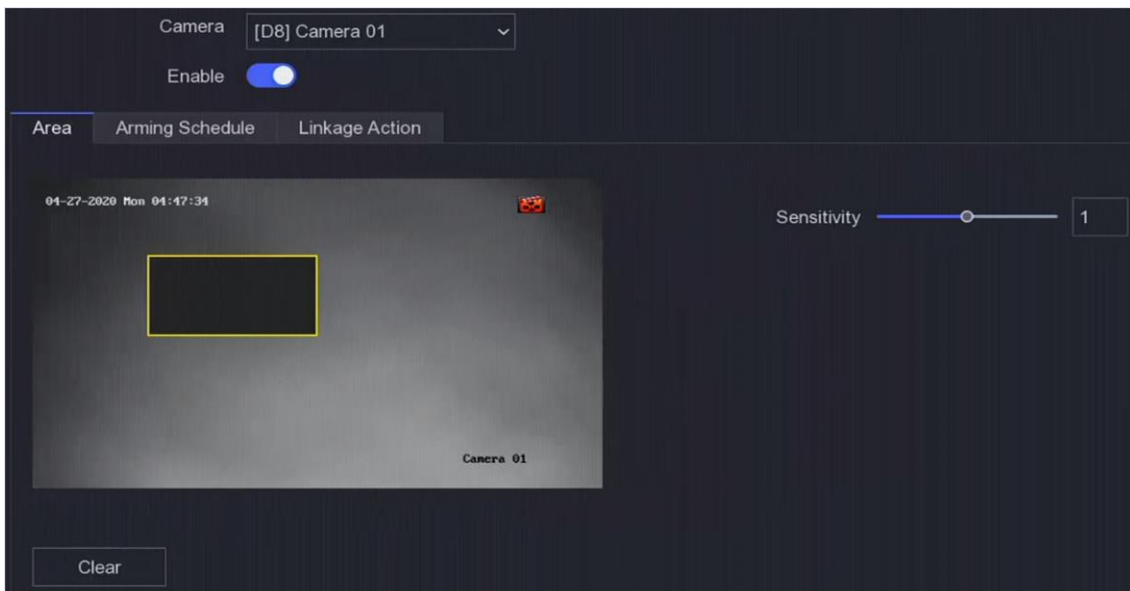 Camera [D8] Camera 01
Enable
Area Arming Schedule Linkage Action
04-27-2020 Mon 04:47:34
Sensitivity 1
Camera 01
Clear